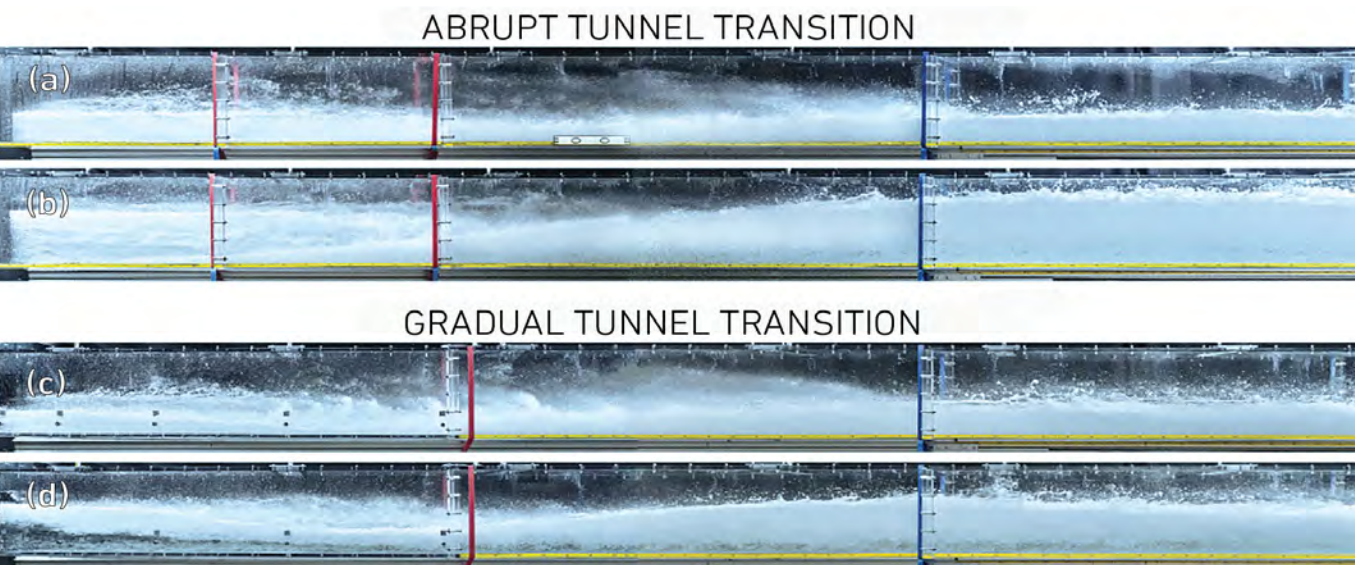 ABRUPT TUNNEL TRANSITION
(a)
(b)
GRADUAL TUNNEL TRANSITION
(c)
(d)